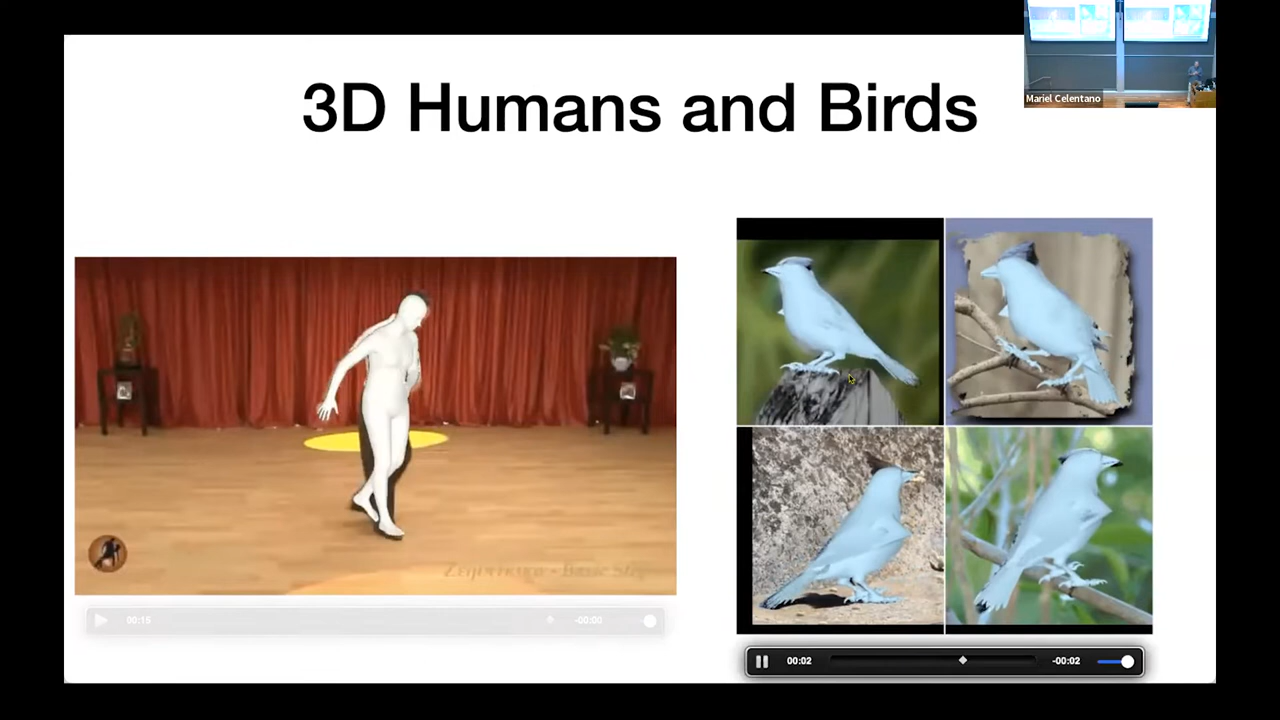 3D Humans and Birds
Mariel Celentano
00:15
-00:00
00:02
-00:02